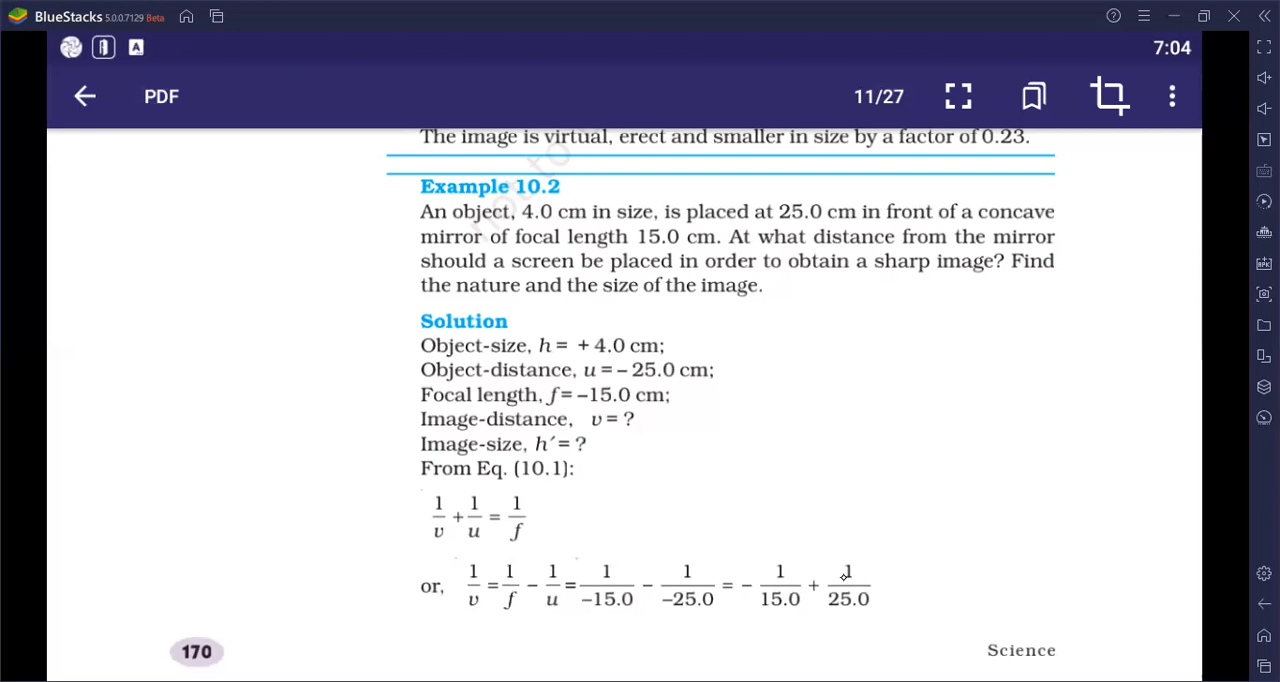 BlueStacks 5.0.0.7129 Beta
7:04
PDF 11/27
The image is virtual, erect and smaller in size by a factor of 0.23.
not to
Example 10.2
An object, 4.0 cm in size, is placed at 25.0 cm in front of a concave
mirror of focal length 15.0 cm. At what distance from the mirror
should a screen be placed in order to obtain a sharp image? Find
the nature and the size of the image.
Solution
Object-size, h = + 4.0 cm;
Object-distance, u = – 25.0 cm;
Focal length, f = –15.0 cm;
Image-distance, v = ?
Image-size, h′ = ?
From Eq. (10.1):
1/v + 1/u = 1/f
or, 1/v = 1/f − 1/u = 1/–15.0 − 1/–25.0 = − 1/15.0 + 1/25.0
170 Science